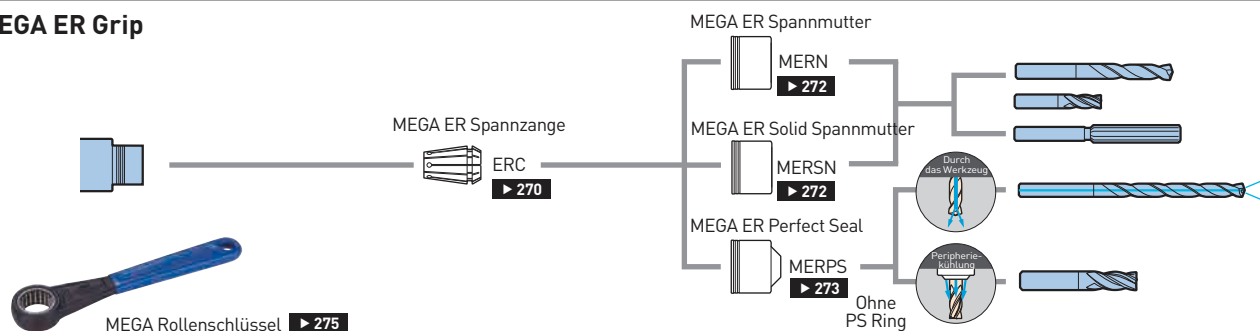 EGA ER Grip
MEGA ER Spannmutter
MERN
▶ 272
MEGA ER Spannzange
ERC
▶ 270
MEGA ER Solid Spannmutter
MERSN
▶ 272
Durch
das Werkzeug
MEGA ER Perfect Seal
MERPS
▶ 273
Peripherie-
kühlung
Ohne
PS Ring
MEGA Rollenschlüssel ▶ 275